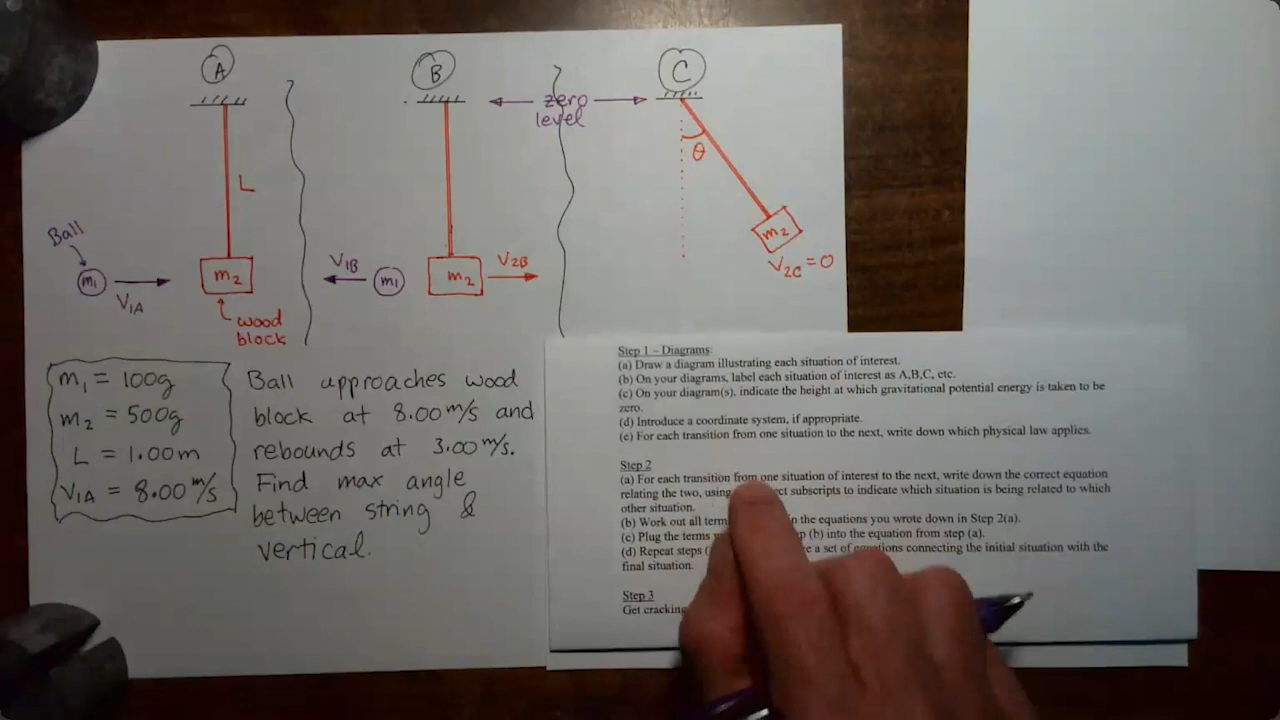 A
B
C
zero
level
θ
L
m2
V2C = 0
Ball
m1
V1A
m2
wood
block
V1B
m1
m2
V2B
m1 = 100g
m2 = 500g
L = 1.00m
V1A = 8.00 m/s
Ball approaches wood
block at 8.00 m/s and
rebounds at 3.00 m/s.
Find max angle
between string &
vertical.
Step 1 – Diagrams:
(a) Draw a diagram illustrating each situation of interest.
(b) On your diagrams, label each situation of interest as A,B,C, etc.
(c) On your diagram(s), indicate the height at which gravitational potential energy is taken to be
zero.
(d) Introduce a coordinate system, if appropriate.
(e) For each transition from one situation to the next, write down which physical law applies.
Step 2
(a) For each transition from one situation of interest to the next, write down the correct equation
relating the two, using subscripts to indicate which situation is being related to which
other situation.
(b) Work out all in the equations you wrote down in Step 2(a).
(c) Plug the terms (b) into the equation from step (a).
(d) Repeat steps a set of equations connecting the initial situation with the
final situation.
Step 3
Get cracking